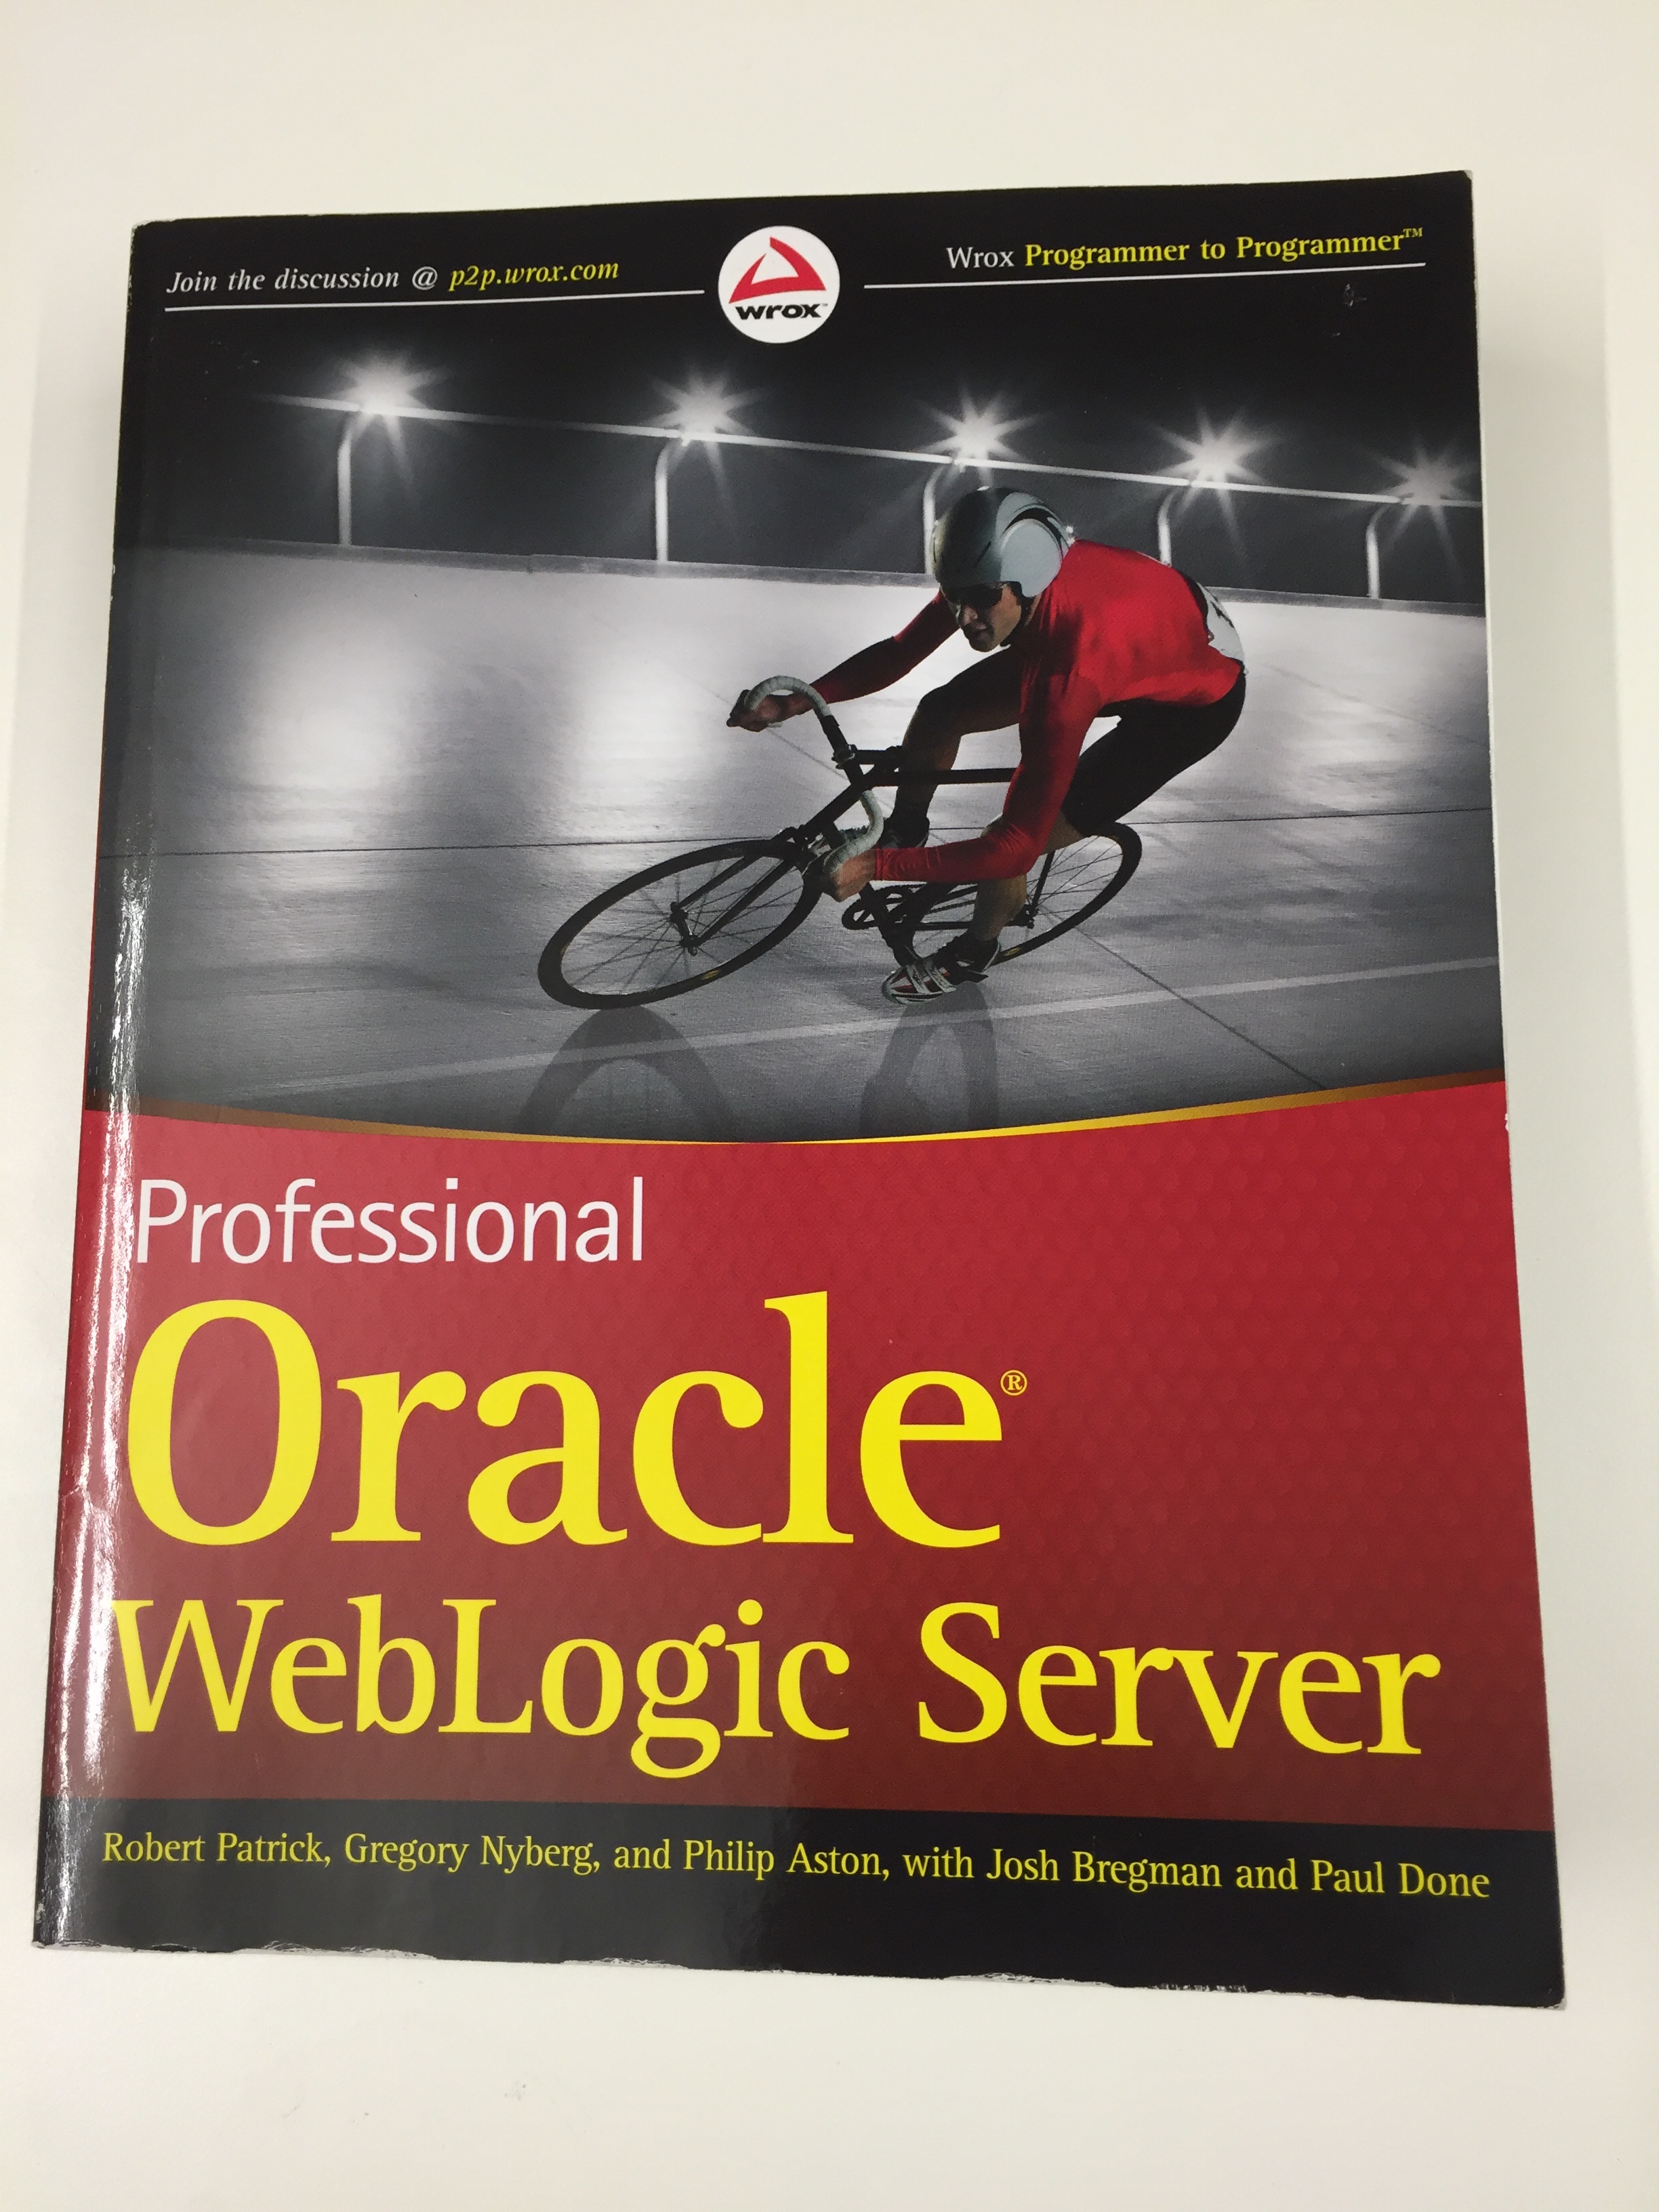 Join the discussion @ p2p.wrox.com
wrox™
Wrox Programmer to Programmer™
Professional
Oracle®
WebLogic Server
Robert Patrick, Gregory Nyberg, and Philip Aston, with Josh Bregman and Paul Done